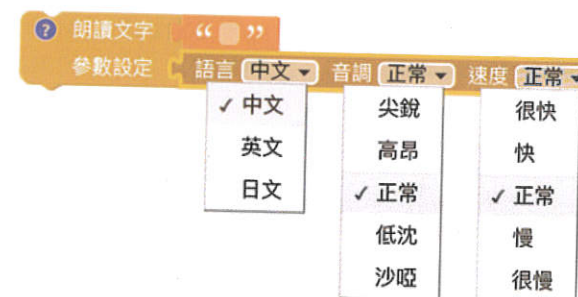 ? 朗讀文字 “ ”
參數設定 語言 中文 音調 正常 速度 正常
✓ 中文
英文
日文
尖銳
高昂
✓ 正常
低沈
沙啞
很快
快
✓ 正常
慢
很慢